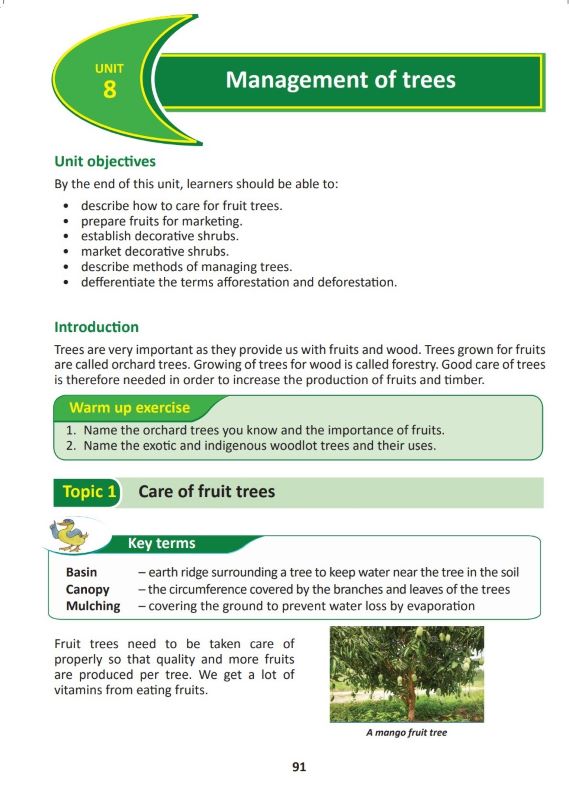 UNIT
8
Management of trees
Unit objectives
By the end of this unit, learners should be able to:
• describe how to care for fruit trees.
• prepare fruits for marketing.
• establish decorative shrubs.
• market decorative shrubs.
• describe methods of managing trees.
• defferentiate the terms afforestation and deforestation.
Introduction
Trees are very important as they provide us with fruits and wood. Trees grown for fruits
are called orchard trees. Growing of trees for wood is called forestry. Good care of trees
is therefore needed in order to increase the production of fruits and timber.
Warm up exercise
1. Name the orchard trees you know and the importance of fruits.
2. Name the exotic and indigenous woodlot trees and their uses.
Topic 1 Care of fruit trees
Key terms
Basin – earth ridge surrounding a tree to keep water near the tree in the soil
Canopy – the circumference covered by the branches and leaves of the trees
Mulching – covering the ground to prevent water loss by evaporation
Fruit trees need to be taken care of
properly so that quality and more fruits
are produced per tree. We get a lot of
vitamins from eating fruits.
A mango fruit tree
91